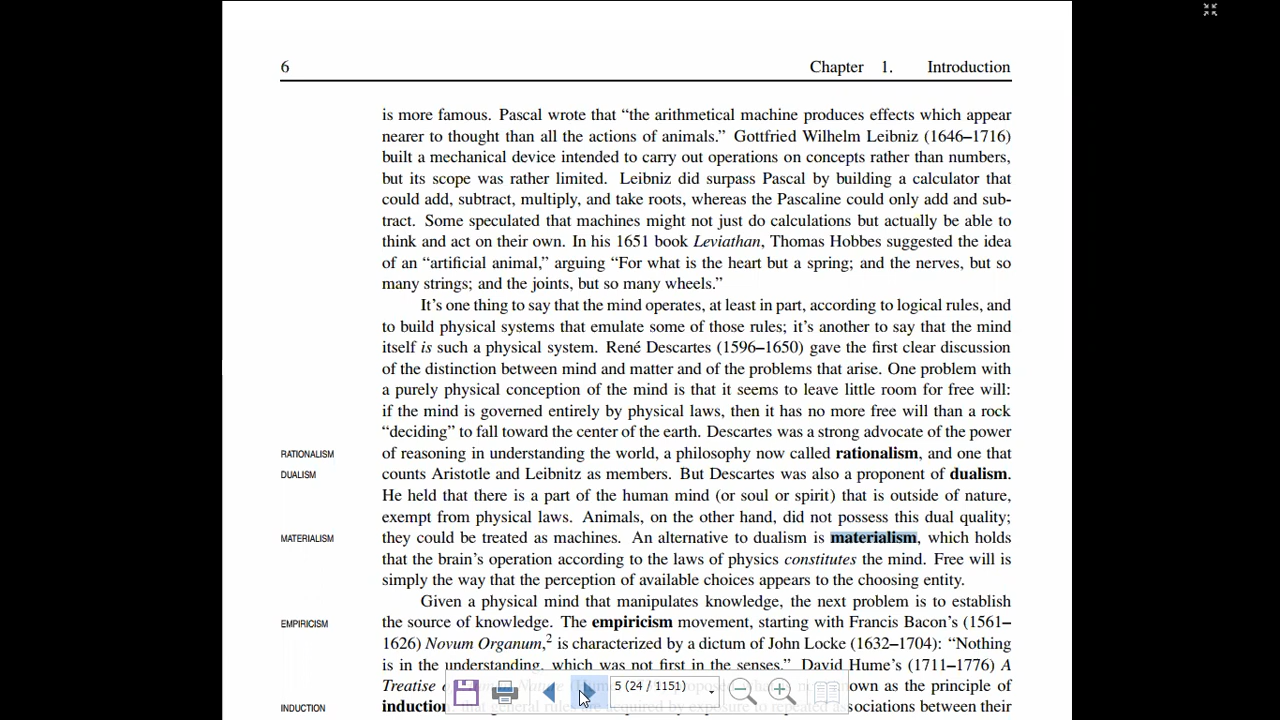 6
Chapter 1. Introduction
is more famous. Pascal wrote that “the arithmetical machine produces effects which appear
nearer to thought than all the actions of animals.” Gottfried Wilhelm Leibniz (1646–1716)
built a mechanical device intended to carry out operations on concepts rather than numbers,
but its scope was rather limited. Leibniz did surpass Pascal by building a calculator that
could add, subtract, multiply, and take roots, whereas the Pascaline could only add and sub-
tract. Some speculated that machines might not just do calculations but actually be able to
think and act on their own. In his 1651 book Leviathan, Thomas Hobbes suggested the idea
of an “artificial animal,” arguing “For what is the heart but a spring; and the nerves, but so
many strings; and the joints, but so many wheels.”
It’s one thing to say that the mind operates, at least in part, according to logical rules, and
to build physical systems that emulate some of those rules; it’s another to say that the mind
itself is such a physical system. René Descartes (1596–1650) gave the first clear discussion
of the distinction between mind and matter and of the problems that arise. One problem with
a purely physical conception of the mind is that it seems to leave little room for free will:
if the mind is governed entirely by physical laws, then it has no more free will than a rock
“deciding” to fall toward the center of the earth. Descartes was a strong advocate of the power
RATIONALISM
of reasoning in understanding the world, a philosophy now called rationalism, and one that
DUALISM
counts Aristotle and Leibnitz as members. But Descartes was also a proponent of dualism.
He held that there is a part of the human mind (or soul or spirit) that is outside of nature,
exempt from physical laws. Animals, on the other hand, did not possess this dual quality;
MATERIALISM
they could be treated as machines. An alternative to dualism is materialism, which holds
that the brain’s operation according to the laws of physics constitutes the mind. Free will is
simply the way that the perception of available choices appears to the choosing entity.
Given a physical mind that manipulates knowledge, the next problem is to establish
EMPIRICISM
the source of knowledge. The empiricism movement, starting with Francis Bacon’s (1561–
1626) Novum Organum,2 is characterized by a dictum of John Locke (1632–1704): “Nothing
is in the understanding, which was not first in the senses.” David Hume’s (1711–1776) A
Treatise known as the principle of
INDUCTION
induction associations between their
5 (24 / 1151)